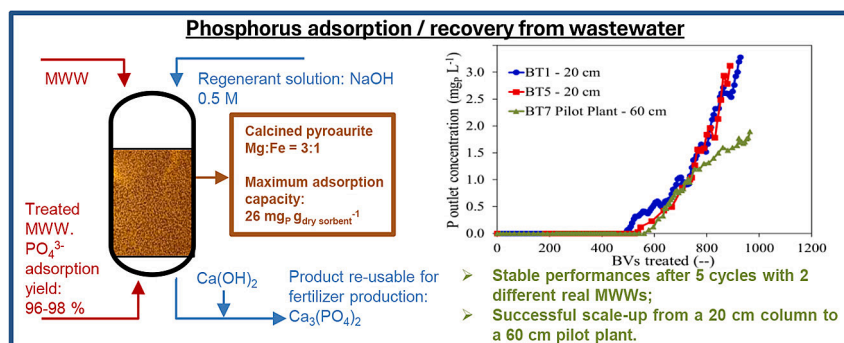 Phosphorus adsorption / recovery from wastewater
MWW
Regenerant solution: NaOH
0.5 M
Calcined pyroaurite
Mg:Fe = 3:1
Maximum adsorption
capacity:
26 mgP gdry sorbent-1
Treated
MWW.
PO43-
adsorption
yield:
96-98 %
Ca(OH)2
Product re-usable for
fertilizer production:
Ca3(PO4)2
P outlet concentration (mgP L-1)
3.0
2.5
2.0
1.5
1.0
0.5
0.0
BT1 - 20 cm
BT5 - 20 cm
BT7 Pilot Plant - 60 cm
0 200 400 600 800 1000 1200
BVs treated (--)
➢ Stable performances after 5 cycles with 2
different real MWWs;
➢ Successful scale-up from a 20 cm column to
a 60 cm pilot plant.